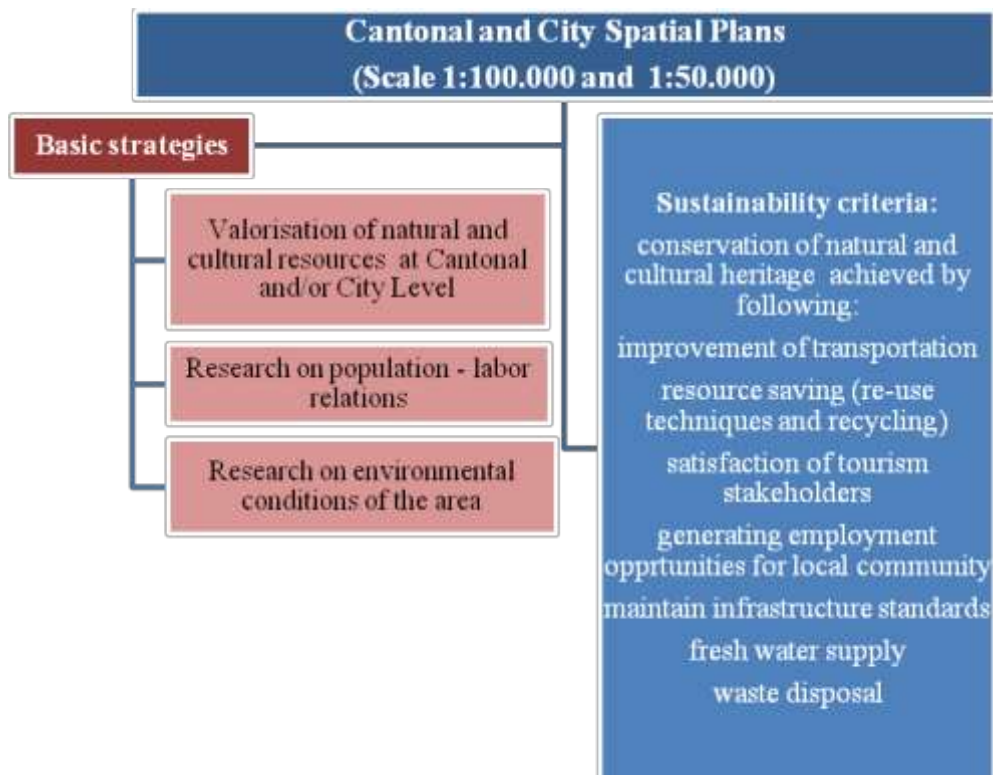 Cantonal and City Spatial Plans
(Scale 1:100.000 and 1:50.000)
Basic strategies
Valorisation of natural and
cultural resources at Cantonal
and/or City Level
Research on population - labor
relations
Research on environmental
conditions of the area
Sustainability criteria:
conservation of natural and
cultural heritage achieved by
following:
improvement of transportation
resource saving (re-use
techniques and recycling)
satisfaction of tourism
stakeholders
generating employment
opprtunities for local community
maintain infrastructure standards
fresh water supply
waste disposal